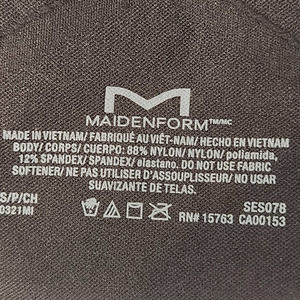 MAIDENFORM™/MC
MADE IN VIETNAM/ FABRIQUÉ AU VIÊT-NAM/ HECHO EN VIETNAM
BODY/ CORPS/ CUERPO: 88% NYLON/ NYLON/ poliamida,
12% SPANDEX/ SPANDEX/ elastano. DO NOT USE FABRIC
SOFTENER/ NE PAS UTILISER D'ASSOUPLISSEUR/ NO USAR
SUAVIZANTE DE TELAS.
S/P/CH SES078
0321MI RN# 15763 CA00153